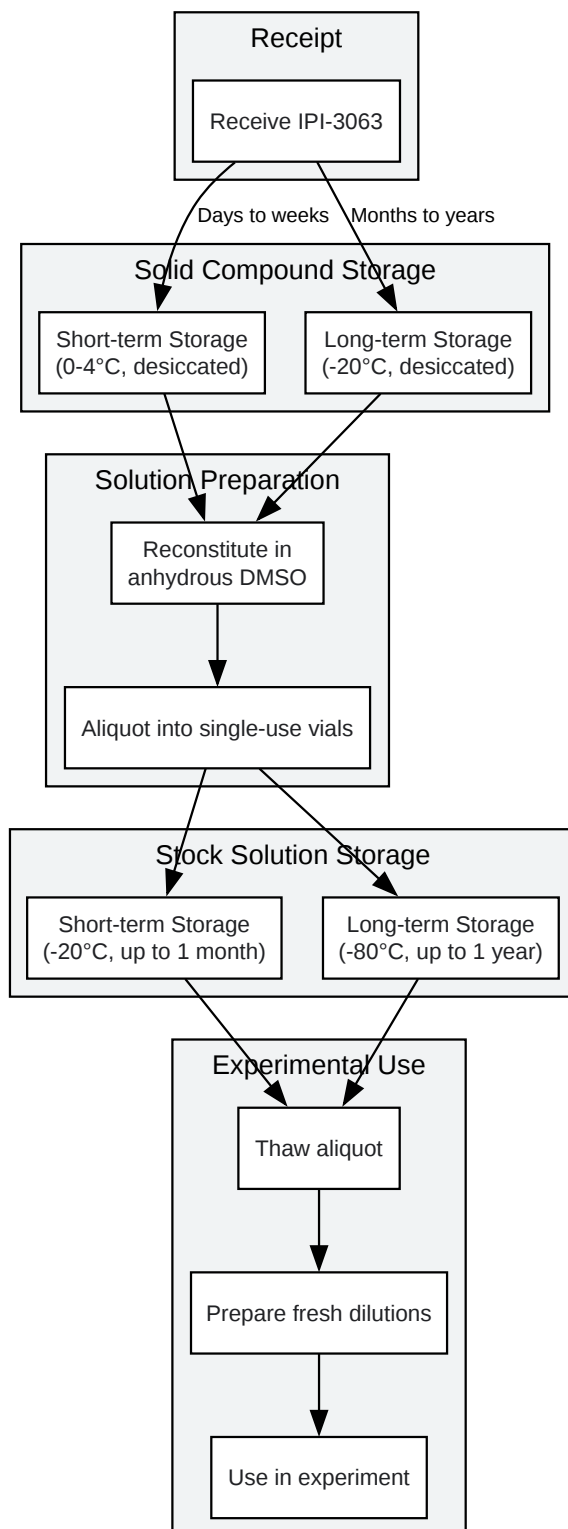 Receipt
Receive IPI-3063
Days to weeks
Months to years
Solid Compound Storage
Short-term Storage
(0-4°C, desiccated)
Long-term Storage
(-20°C, desiccated)
Solution Preparation
Reconstitute in
anhydrous DMSO
Aliquot into single-use vials
Stock Solution Storage
Short-term Storage
(-20°C, up to 1 month)
Long-term Storage
(-80°C, up to 1 year)
Experimental Use
Thaw aliquot
Prepare fresh dilutions
Use in experiment